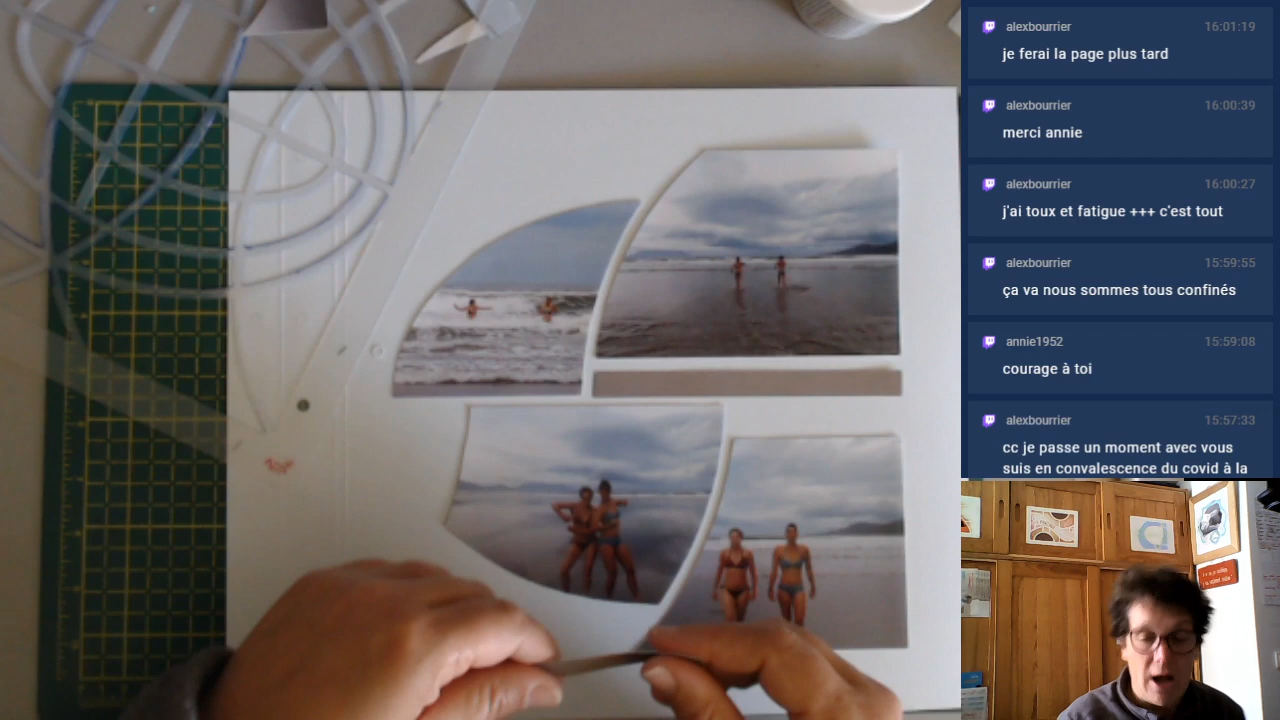 alexbourrier 16:01:19
je ferai la page plus tard
alexbourrier 16:00:39
merci annie
alexbourrier 16:00:27
j'ai toux et fatigue +++ c'est tout
alexbourrier 15:59:55
ça va nous sommes tous confinés
annie1952 15:59:08
courage à toi
alexbourrier 15:57:33
cc je passe un moment avec vous
suis en convalescence du covid à la